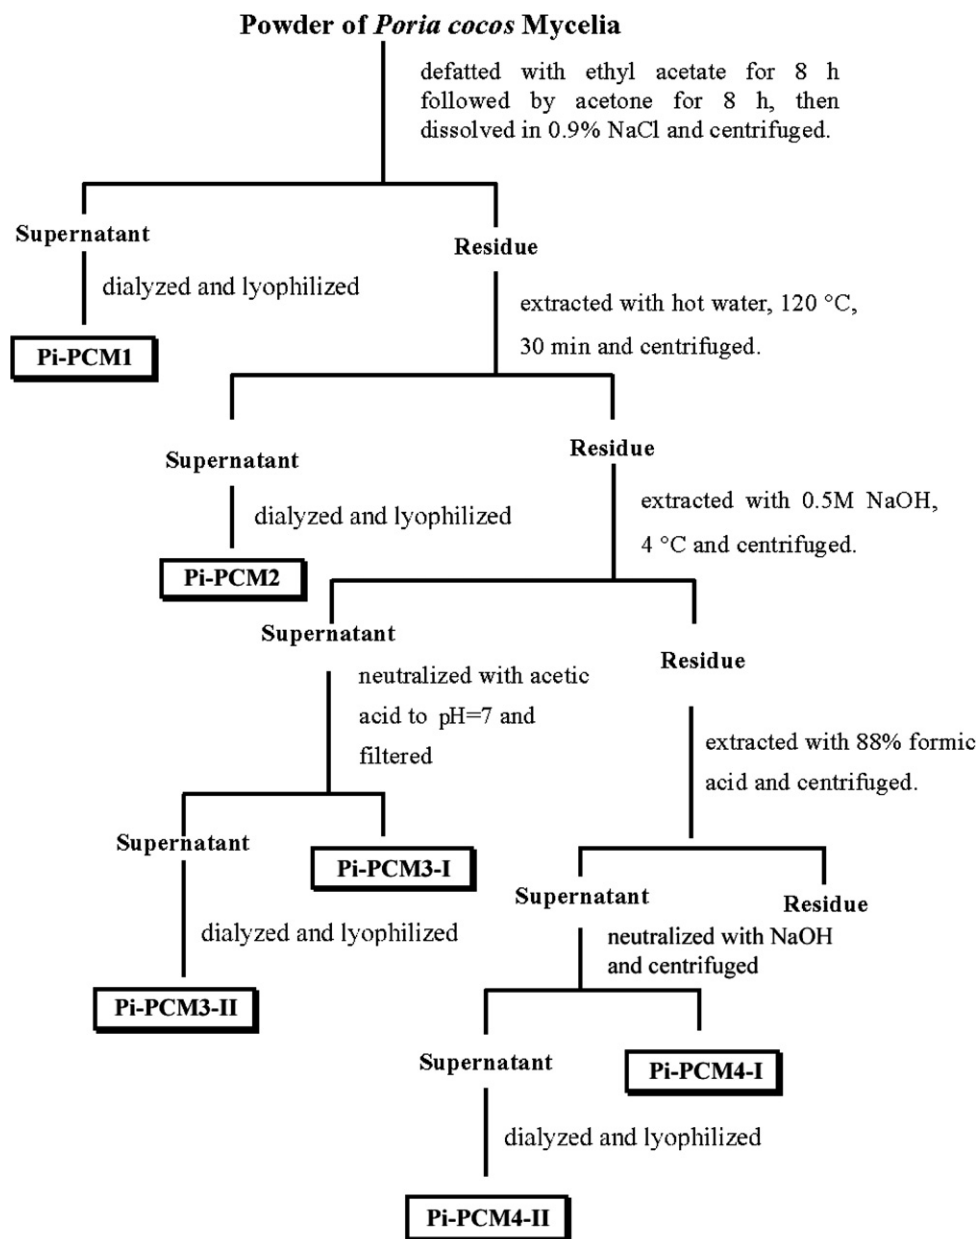 Powder of Poria cocos Mycelia
defatted with ethyl acetate for 8 h
followed by acetone for 8 h, then
dissolved in 0.9% NaCl and centrifuged.
Supernatant
Residue
dialyzed and lyophilized
extracted with hot water, 120 °C,
30 min and centrifuged.
Pi-PCM1
Supernatant
Residue
dialyzed and lyophilized
extracted with 0.5M NaOH,
4 °C and centrifuged.
Pi-PCM2
Supernatant
Residue
neutralized with acetic
acid to pH=7 and
filtered
extracted with 88% formic
acid and centrifuged.
Supernatant
Pi-PCM3-I
Supernatant
Residue
dialyzed and lyophilized
neutralized with NaOH
and centrifuged
Pi-PCM3-II
Supernatant
Pi-PCM4-I
dialyzed and lyophilized
Pi-PCM4-II